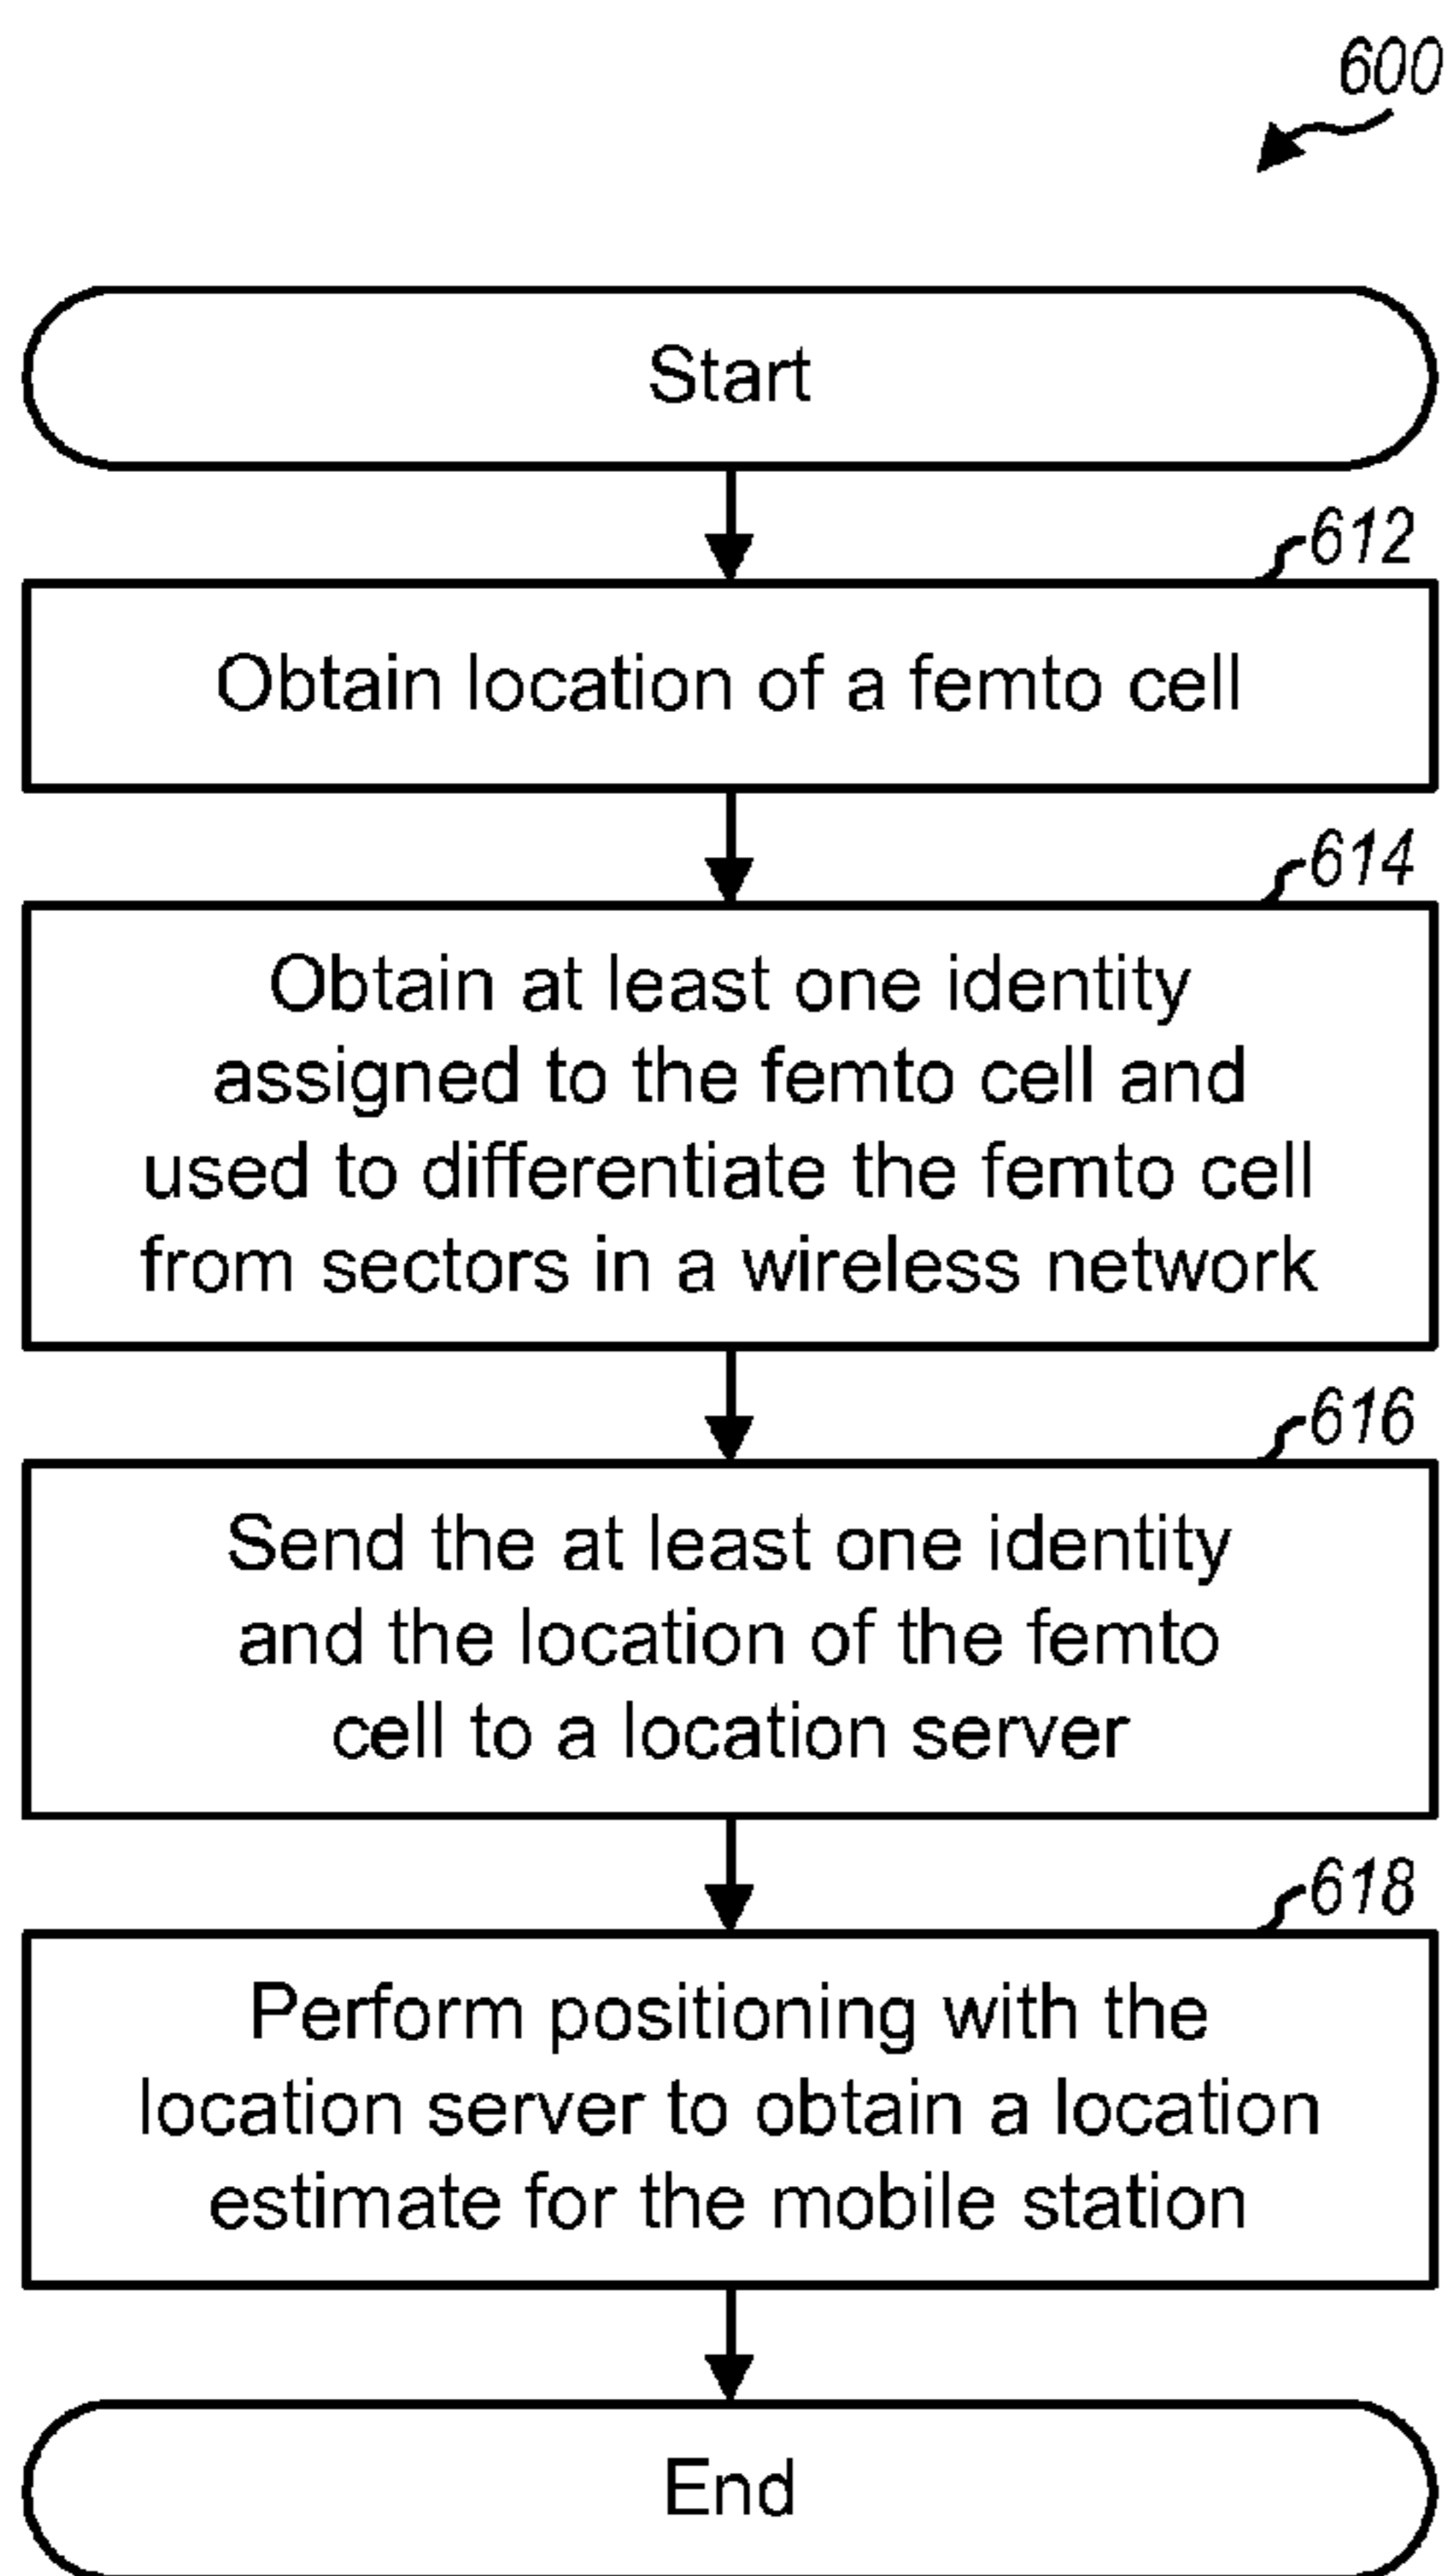 600
Start
612
Obtain location of a femto cell
614
Obtain at least one identity
assigned to the femto cell and
used to differentiate the femto cell
from sectors in a wireless network
616
Send the at least one identity
and the location of the femto
cell to a location server
618
Perform positioning with the
location server to obtain a location
estimate for the mobile station
End